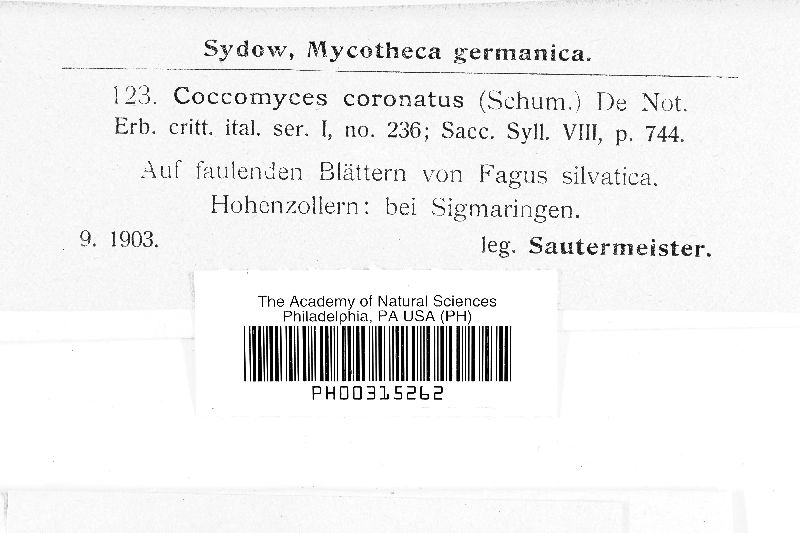 Sydow, Mycotheca germanica.
123. Coccomyces coronatus (Schum.) De Not.
Erb. critt. ital. ser. I, no. 236; Sacc. Syll. VIII, p. 744.
Auf faulenden Blättern von Fagus silvatica.
Hohenzollern: bei Sigmaringen.
9. 1903. leg. Sautermeister.
The Academy of Natural Sciences
Philadelphia, PA USA (PH)
PH00315262